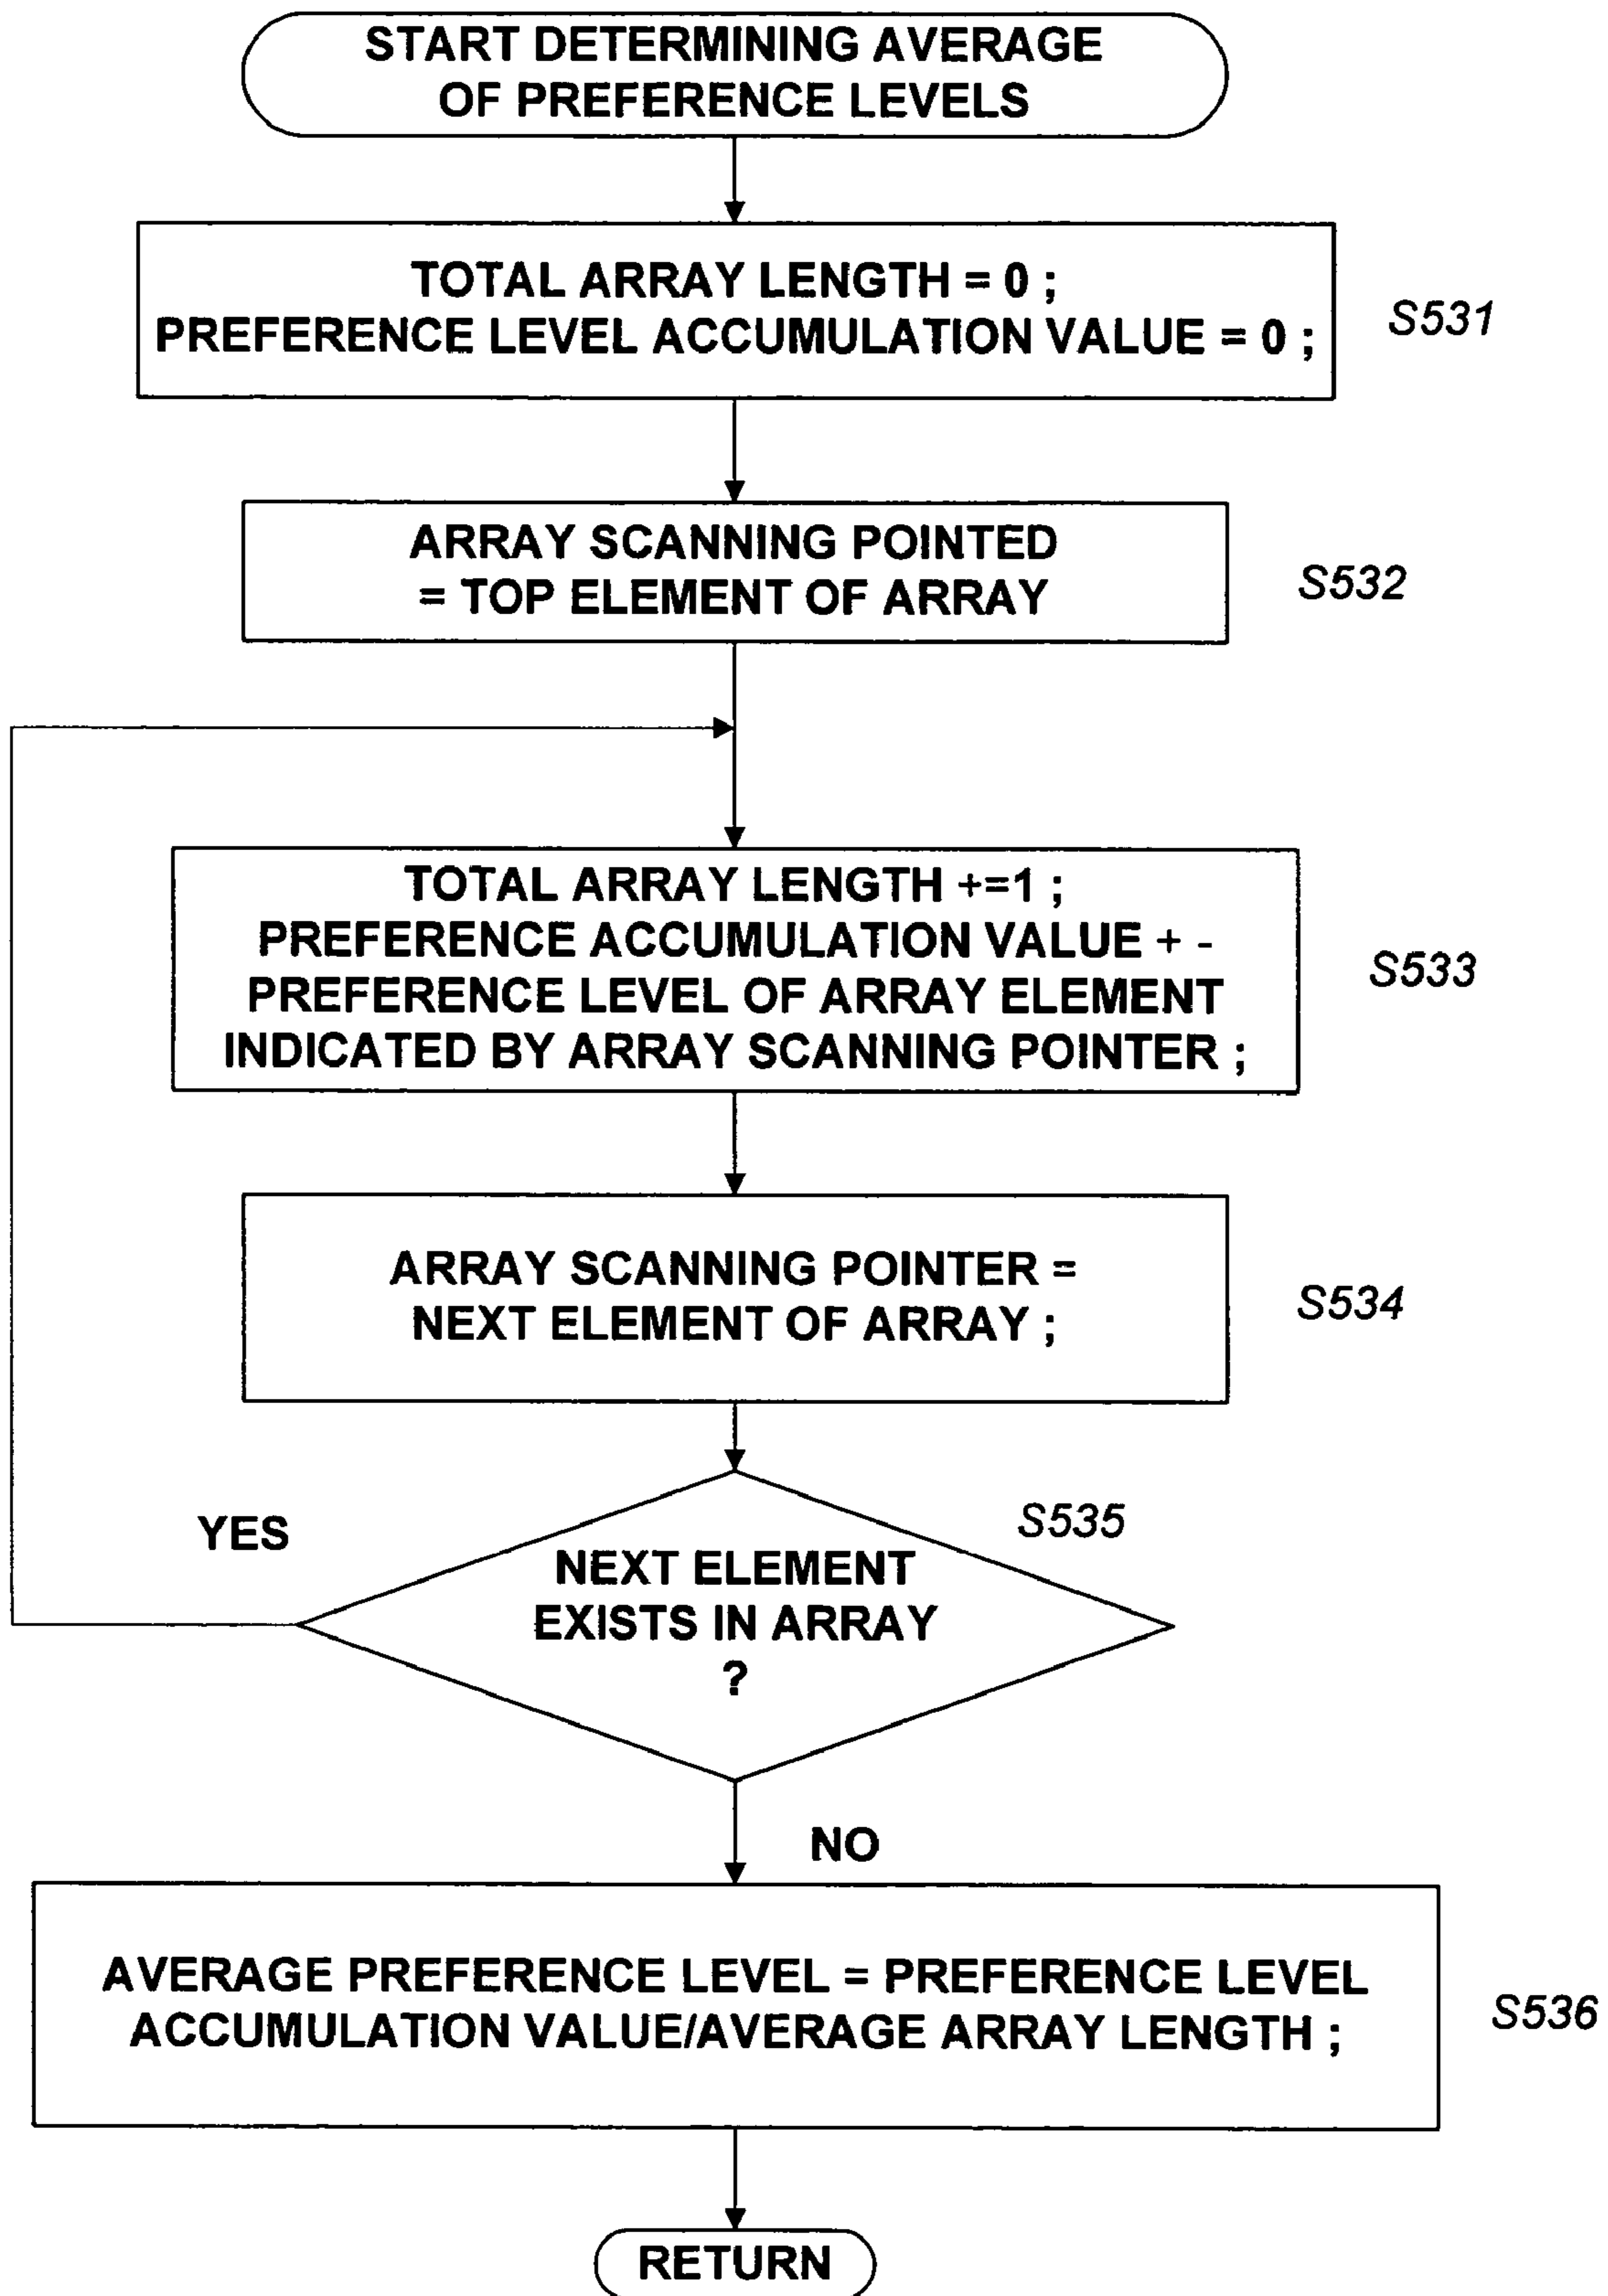 START DETERMINING AVERAGE
OF PREFERENCE LEVELS
TOTAL ARRAY LENGTH = 0 ;
PREFERENCE LEVEL ACCUMULATION VALUE = 0 ;
S531
ARRAY SCANNING POINTED
= TOP ELEMENT OF ARRAY
S532
TOTAL ARRAY LENGTH +=1 ;
PREFERENCE ACCUMULATION VALUE + -
PREFERENCE LEVEL OF ARRAY ELEMENT
INDICATED BY ARRAY SCANNING POINTER ;
S533
ARRAY SCANNING POINTER =
NEXT ELEMENT OF ARRAY ;
S534
YES
S535
NEXT ELEMENT
EXISTS IN ARRAY
?
NO
AVERAGE PREFERENCE LEVEL = PREFERENCE LEVEL
ACCUMULATION VALUE/AVERAGE ARRAY LENGTH ;
S536
RETURN